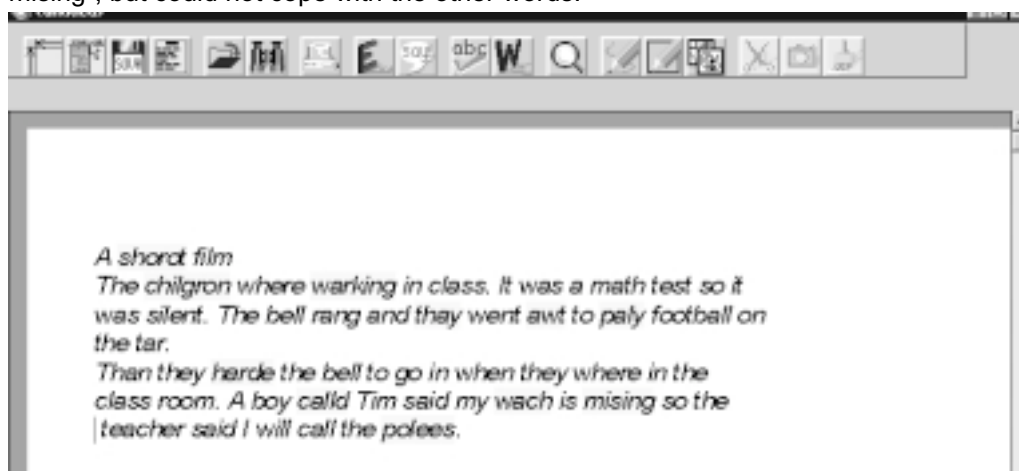 mising , but could not cope with the other words.
abc W
A shorot film
The chilgron where warking in class. It was a math test so it
was silent. The bell rang and thay went awt to paly football on
the tar.
Than they harde the bell to go in when they where in the
class room. A boy calld Tim said my wach is mising so the
teacher said I will call the polees.